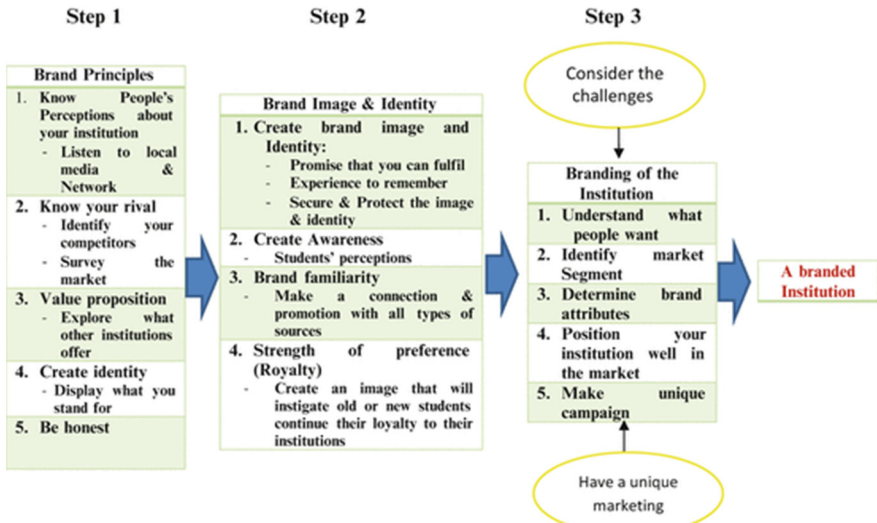 Step 1
Brand Principles
1. Know People's
Perceptions about
your institution
- Listen to local
media &
Network
2. Know your rival
- Identify your
competitors
- Survey the
market
3. Value proposition
- Explore what
other institutions
offer
4. Create identity
- Display what you
stand for
5. Be honest
Step 2
Brand Image & Identity
1. Create brand image and
Identity:
- Promise that you can fulfil
- Experience to remember
- Secure & Protect the image
& identity
2. Create Awareness
- Students' perceptions
3. Brand familiarity
- Make a connection &
promotion with all types of
sources
4. Strength of preference
(Royalty)
- Create an image that will
instigate old or new students
continue their loyalty to their
institutions
Step 3
Consider the
challenges
Branding of the
Institution
1. Understand what
people want
2. Identify market
Segment
3. Determine brand
attributes
4. Position your
institution well in
the market
5. Make unique
campaign
Have a unique
marketing
A branded
Institution